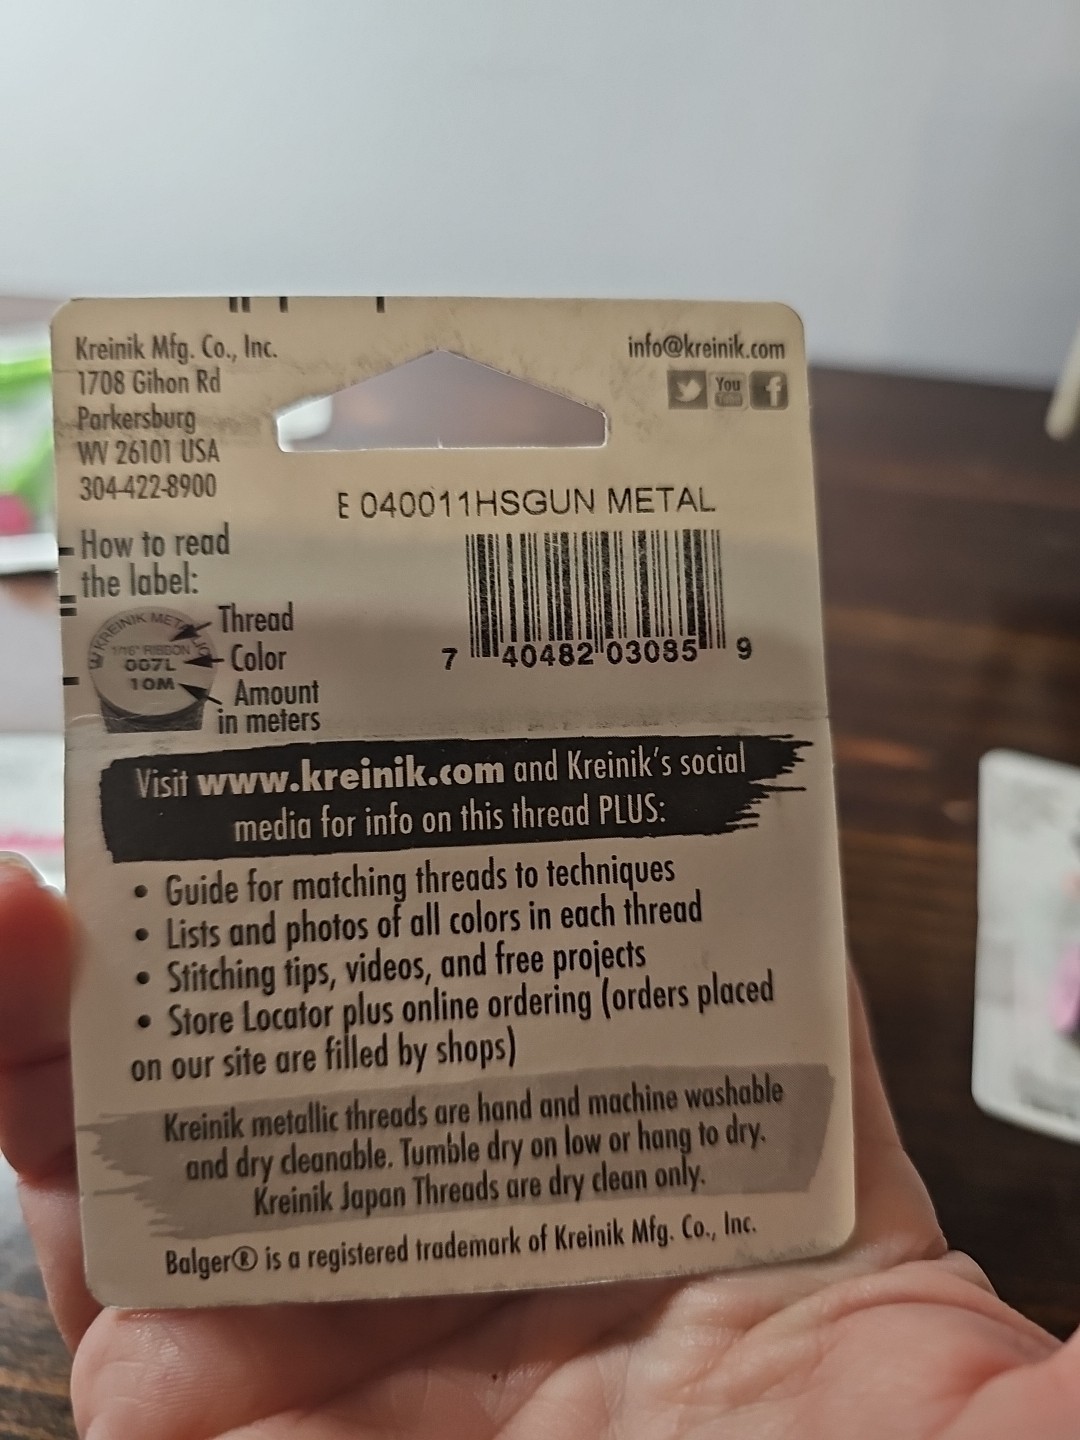 Kreinik Mfg. Co., Inc.
1708 Gihon Rd
Parkersburg
WV 26101 USA
304-422-8900
info@kreinik.com
You
E 040011HSGUN METAL
7 40482 03085 9
How to read
the label:
KREINIK MET
1/16" RIBBON
007L
10M
Thread
Color
Amount
in meters
Visit www.kreinik.com and Kreinik's social
media for info on this thread PLUS:
• Guide for matching threads to techniques
• Lists and photos of all colors in each thread
• Stitching tips, videos, and free projects
• Store Locator plus online ordering (orders placed
on our site are filled by shops)
Kreinik metallic threads are hand and machine washable
and dry cleanable. Tumble dry on low or hang to dry.
Kreinik Japan Threads are dry clean only.
Balger® is a registered trademark of Kreinik Mfg. Co., Inc.